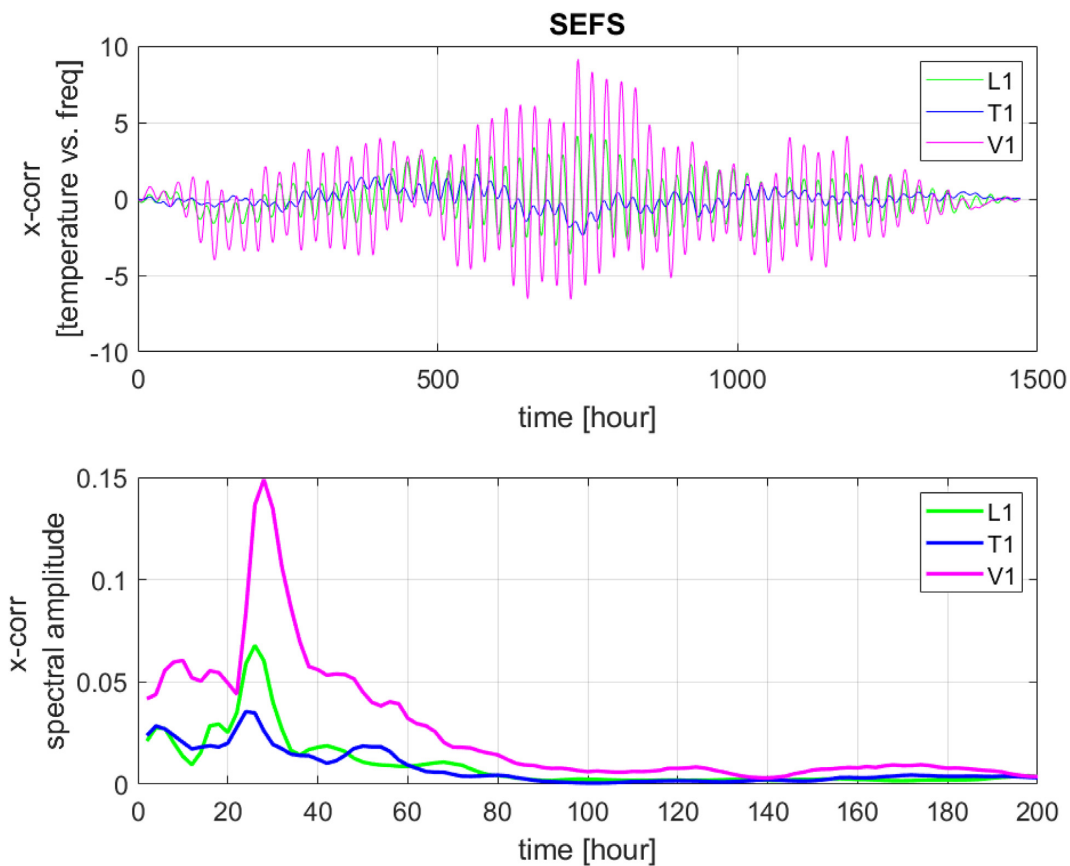 SEFS
x-corr
[temperature vs. freq]
10
5
0
-5
-10
L1
T1
V1
0
500
1000
1500
time [hour]
x-corr
spectral amplitude
0.15
0.1
0.05
0
L1
T1
V1
0
20
40
60
80
100
120
140
160
180
200
time [hour]